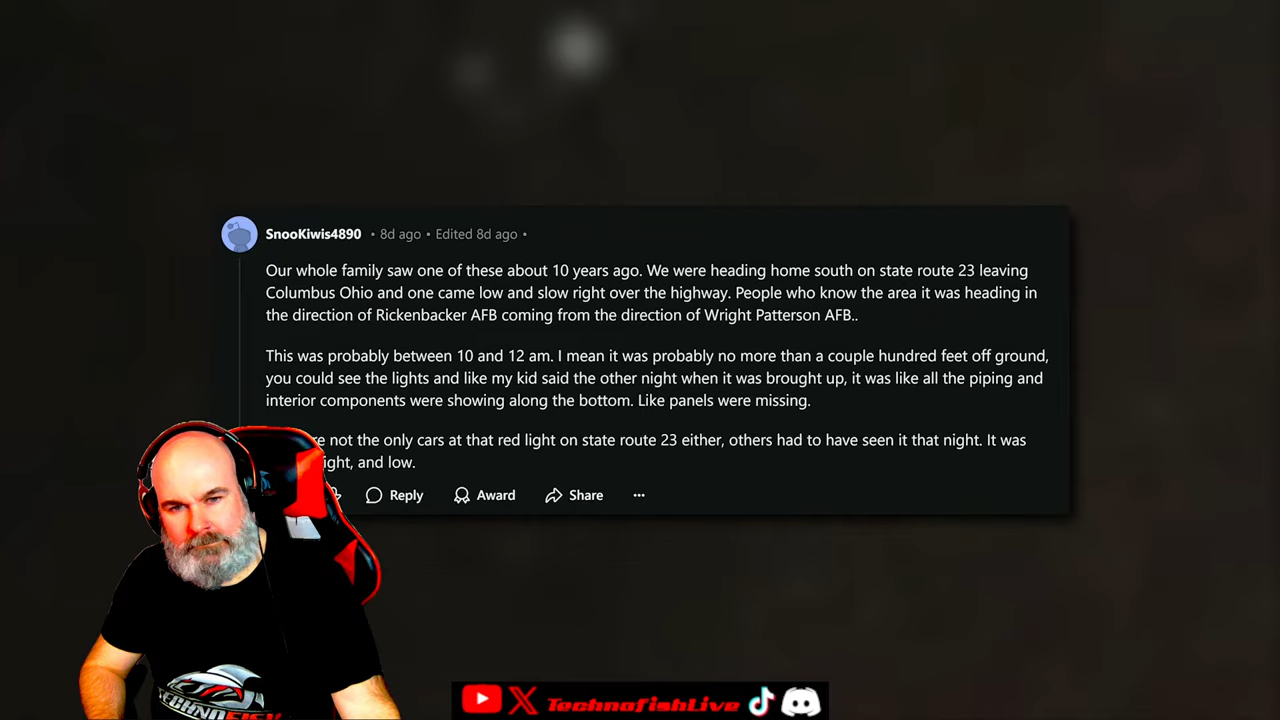 SnooKiwis4890 • 8d ago • Edited 8d ago •
Our whole family saw one of these about 10 years ago. We were heading home south on state route 23 leaving
Columbus Ohio and one came low and slow right over the highway. People who know the area it was heading in
the direction of Rickenbacker AFB coming from the direction of Wright Patterson AFB..
This was probably between 10 and 12 am. I mean it was probably no more than a couple hundred feet off ground,
you could see the lights and like my kid said the other night when it was brought up, it was like all the piping and
interior components were showing along the bottom. Like panels were missing.
not the only cars at that red light on state route 23 either, others had to have seen it that night. It was
and low.
Reply Award Share ...
TECHNOFISH
TechnofishLive